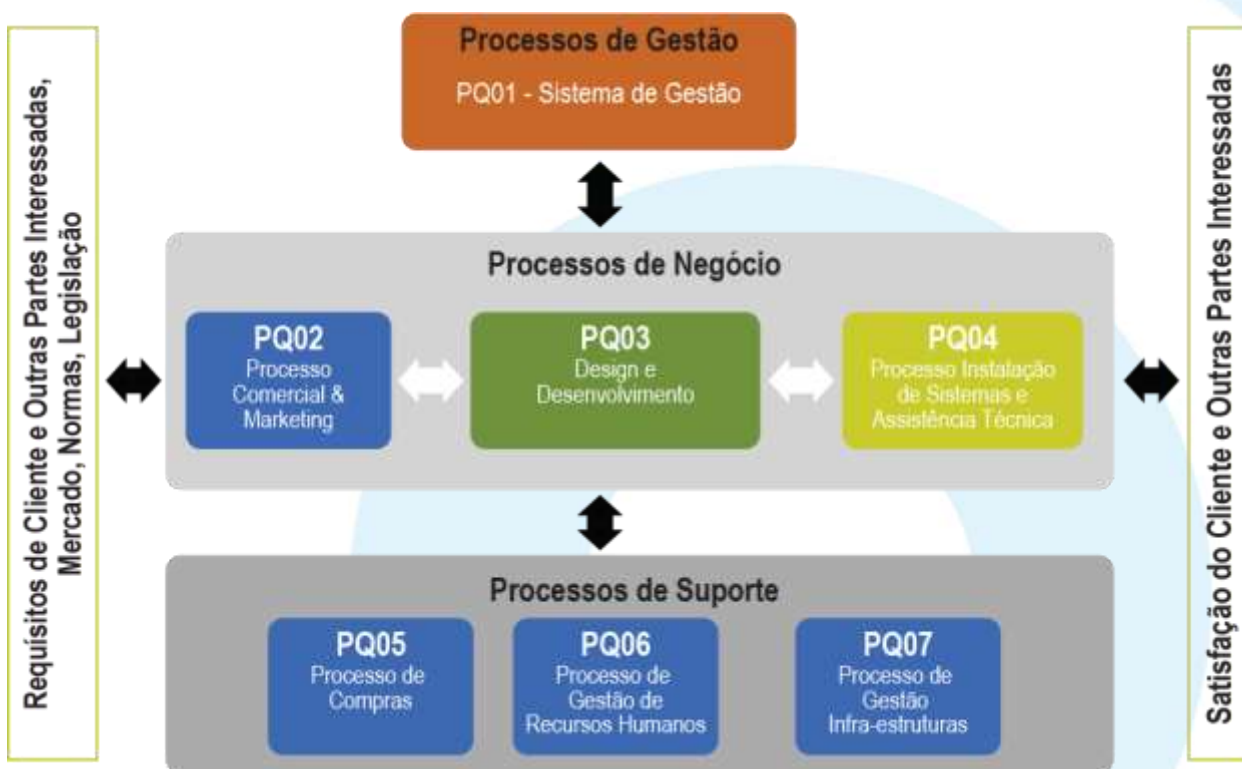 Requísitos de Cliente e Outras Partes Interessadas,
Mercado, Normas, Legislação
Processos de Gestão
PQ01 - Sistema de Gestão
Processos de Negócio
PQ02
Processo
Comercial &
Marketing
PQ03
Design e
Desenvolvimento
PQ04
Processo Instalação
de Sistemas e
Assistência Técnica
Processos de Suporte
PQ05
Processo de
Compras
PQ06
Processo de
Gestão de
Recursos Humanos
PQ07
Processo de
Gestão
Infra-estruturas
Satisfação do Cliente e Outras Partes Interessadas